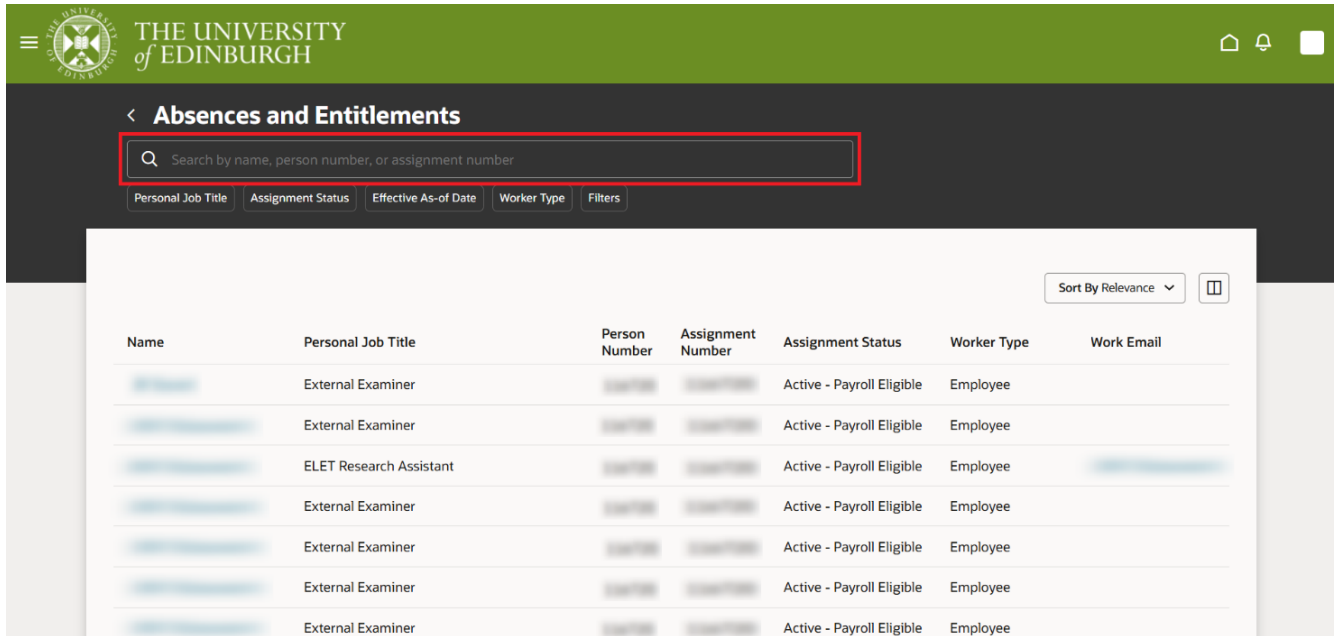 THE UNIVERSITY
of EDINBURGH
Absences and Entitlements
Search by name, person number, or assignment number
Personal Job Title Assignment Status Effective As-of Date Worker Type Filters
Sort By Relevance
Name Personal Job Title Person Number Assignment Number Assignment Status Worker Type Work Email
External Examiner Active - Payroll Eligible Employee
External Examiner Active - Payroll Eligible Employee
ELET Research Assistant Active - Payroll Eligible Employee
External Examiner Active - Payroll Eligible Employee
External Examiner Active - Payroll Eligible Employee
External Examiner Active - Payroll Eligible Employee
External Examiner Active - Payroll Eligible Employee